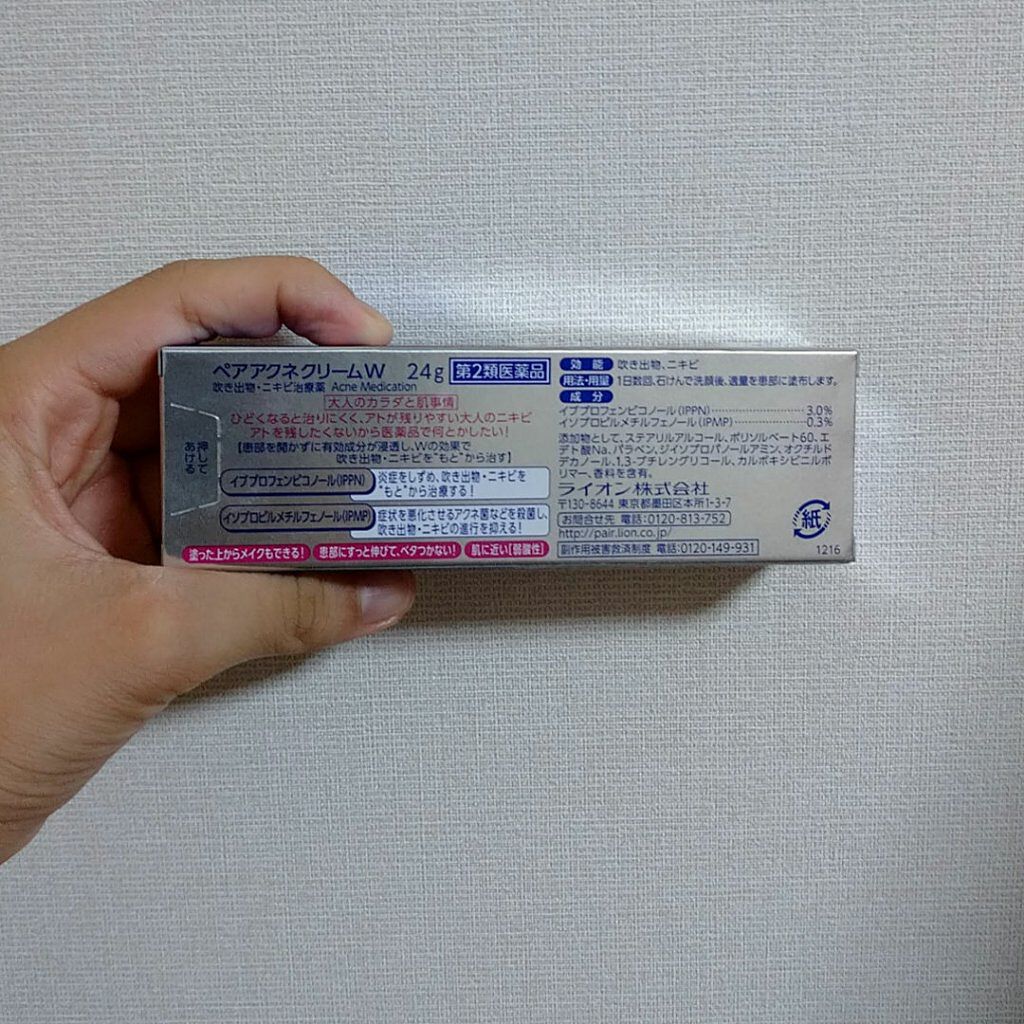 ペアアクネクリームW 24g 第2類医薬品
吹き出物・ニキビ治療薬 Acne Medication
大人のカラダと肌事情
ひどくなると治りにくく、アトが残りやすい大人のニキビ
アトを残したくないから医薬品で何とかしたい!
【患部を開かずに有効成分が浸透し、Wの効果で
吹き出物・ニキビを"もと"から治す】
イブプロフェンピコノール(IPPN)
炎症をしずめ、吹き出物・ニキビを
"もと"から治療する!
イソプロピルメチルフェノール(IPMP)
症状を悪化させるアクネ菌などを殺菌し、
吹き出物・ニキビの進行を抑える!
塗った上からメイクもできる! 患部にすっと伸びて、ベタつかない! 肌に近い[弱酸性]
押して
あける
効能 吹き出物、ニキビ
用法・用量 1日数回、石けんで洗顔後、適量を患部に塗布します。
成分
イブプロフェンピコノール(IPPN)⋯⋯⋯⋯⋯⋯3.0%
イソプロピルメチルフェノール(IPMP)⋯⋯⋯⋯⋯⋯0.3%
添加物として、ステアリルアルコール、ポリソルベート60、エ
デト酸Na、パラベン、ジイソプロパノールアミン、オクチルド
デカノール、1,3-ブチレングリコール、カルボキシビニルポ
リマー、香料を含有。
ライオン株式会社
〒130-8644 東京都墨田区本所1-3-7
お問合せ先 電話:0120-813-752
http://pair.lion.co.jp/
副作用被害救済制度 電話:0120-149-931
紙
1216